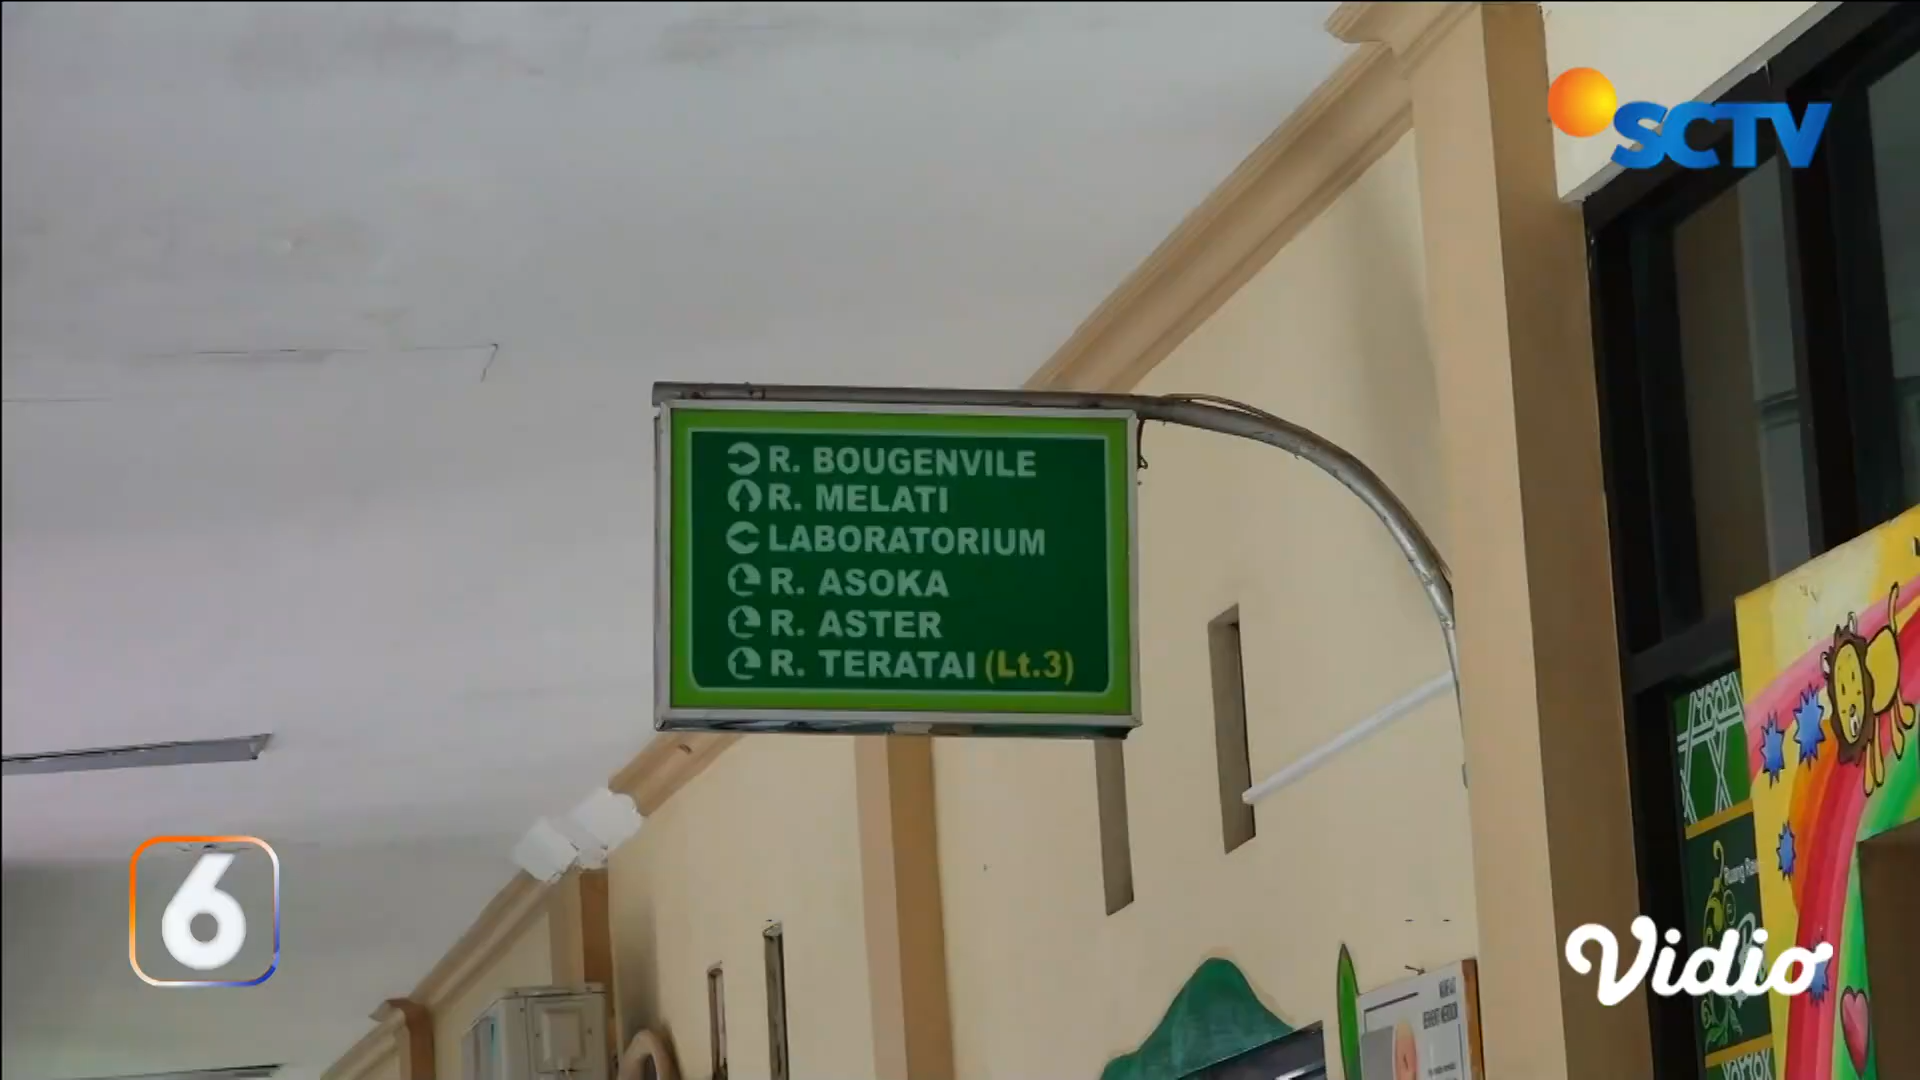 SCTV
R. BOUGENVILE
R. MELATI
LABORATORIUM
R. ASOKA
R. ASTER
R. TERATAI (Lt.3)
6
Vidio